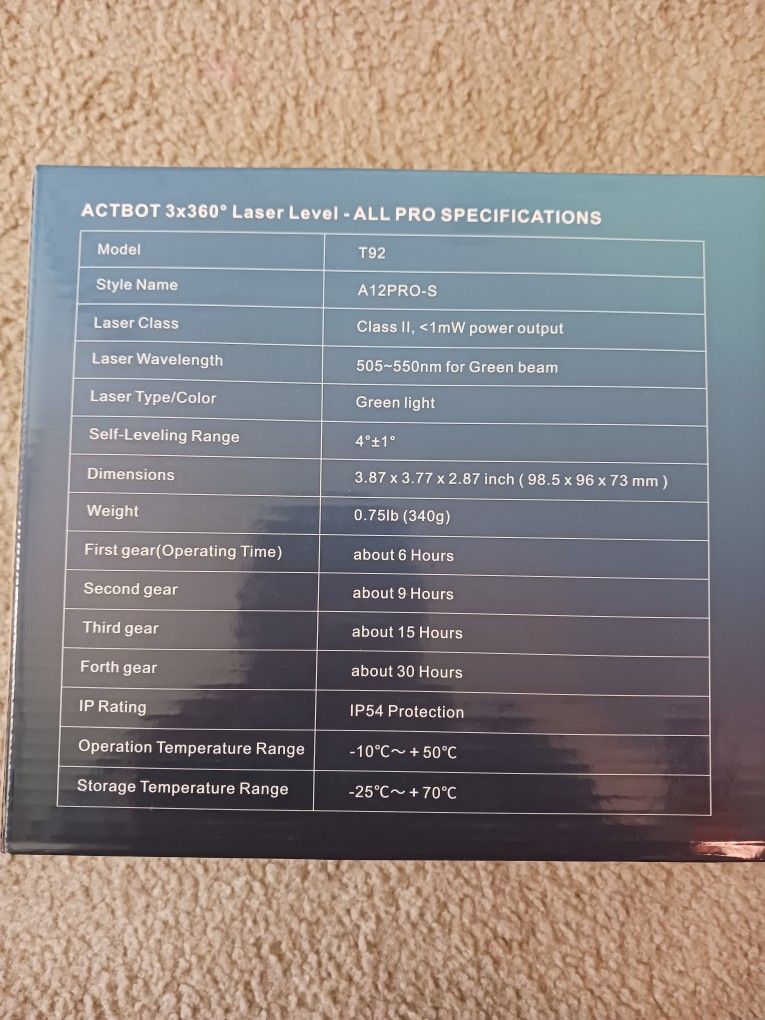 ACTBOT 3x360° Laser Level - ALL PRO SPECIFICATIONS
Model T92
Style Name A12PRO-S
Laser Class Class II, <1mW power output
Laser Wavelength 505~550nm for Green beam
Laser Type/Color Green light
Self-Leveling Range 4°±1°
Dimensions 3.87 x 3.77 x 2.87 inch ( 98.5 x 96 x 73 mm )
Weight 0.75lb (340g)
First gear(Operating Time) about 6 Hours
Second gear about 9 Hours
Third gear about 15 Hours
Forth gear about 30 Hours
IP Rating IP54 Protection
Operation Temperature Range -10℃~ + 50℃
Storage Temperature Range -25℃~ + 70℃